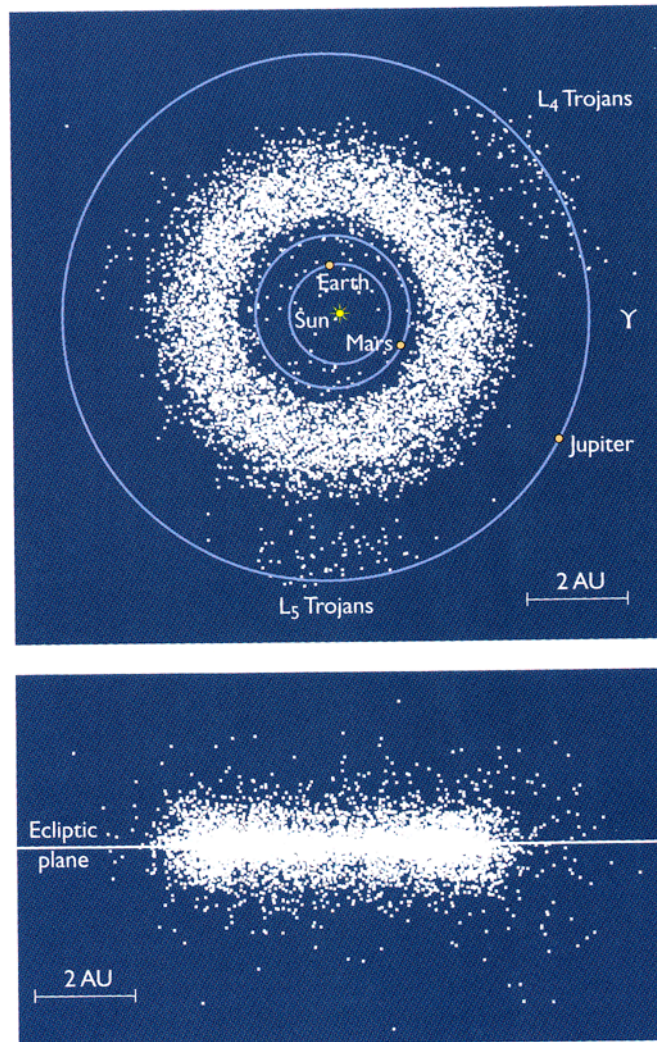 L₄ Trojans
Earth
Sun
Mars
♈
Jupiter
2 AU
L₅ Trojans
Ecliptic
plane
2 AU